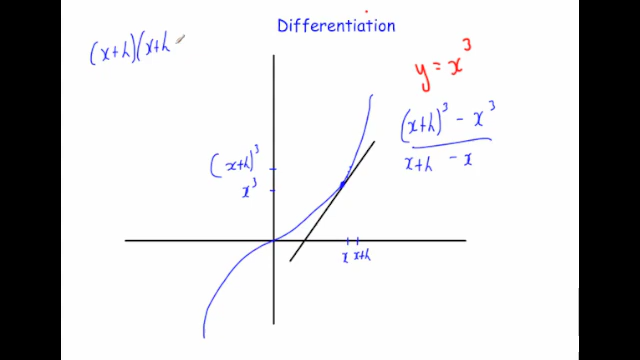 Differentiation
(x+h)(x+h
y = x³
(x+h)³ - x³
x+h - x
(x+h)³
x³
x x+h